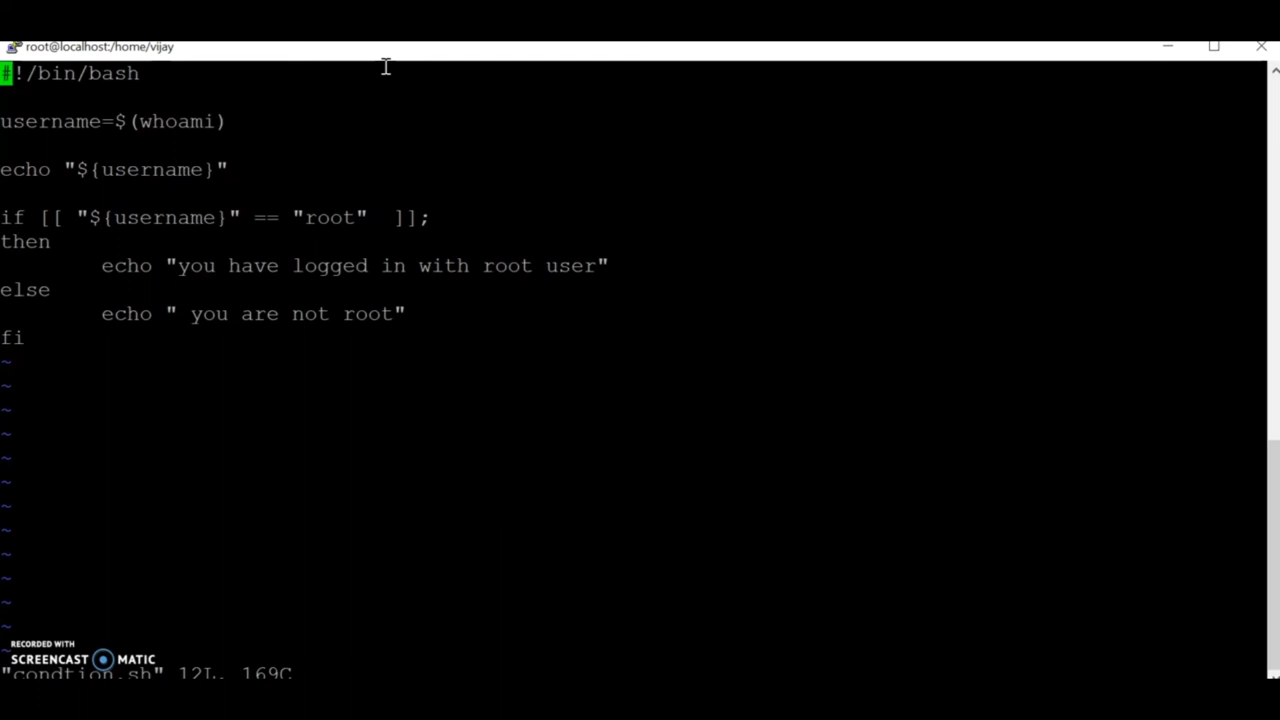 root@localhost:/home/vijay
#!/bin/bash
username=$(whoami)
echo "${username}"
if [[ "${username}" == "root"  ]];
then
        echo "you have logged in with root user"
else
        echo " you are not root"
fi
~
~
~
~
~
~
~
~
~
~
~
~
~
RECORDED WITH
SCREENCAST MATIC
"condtion.sh" 12L, 169C